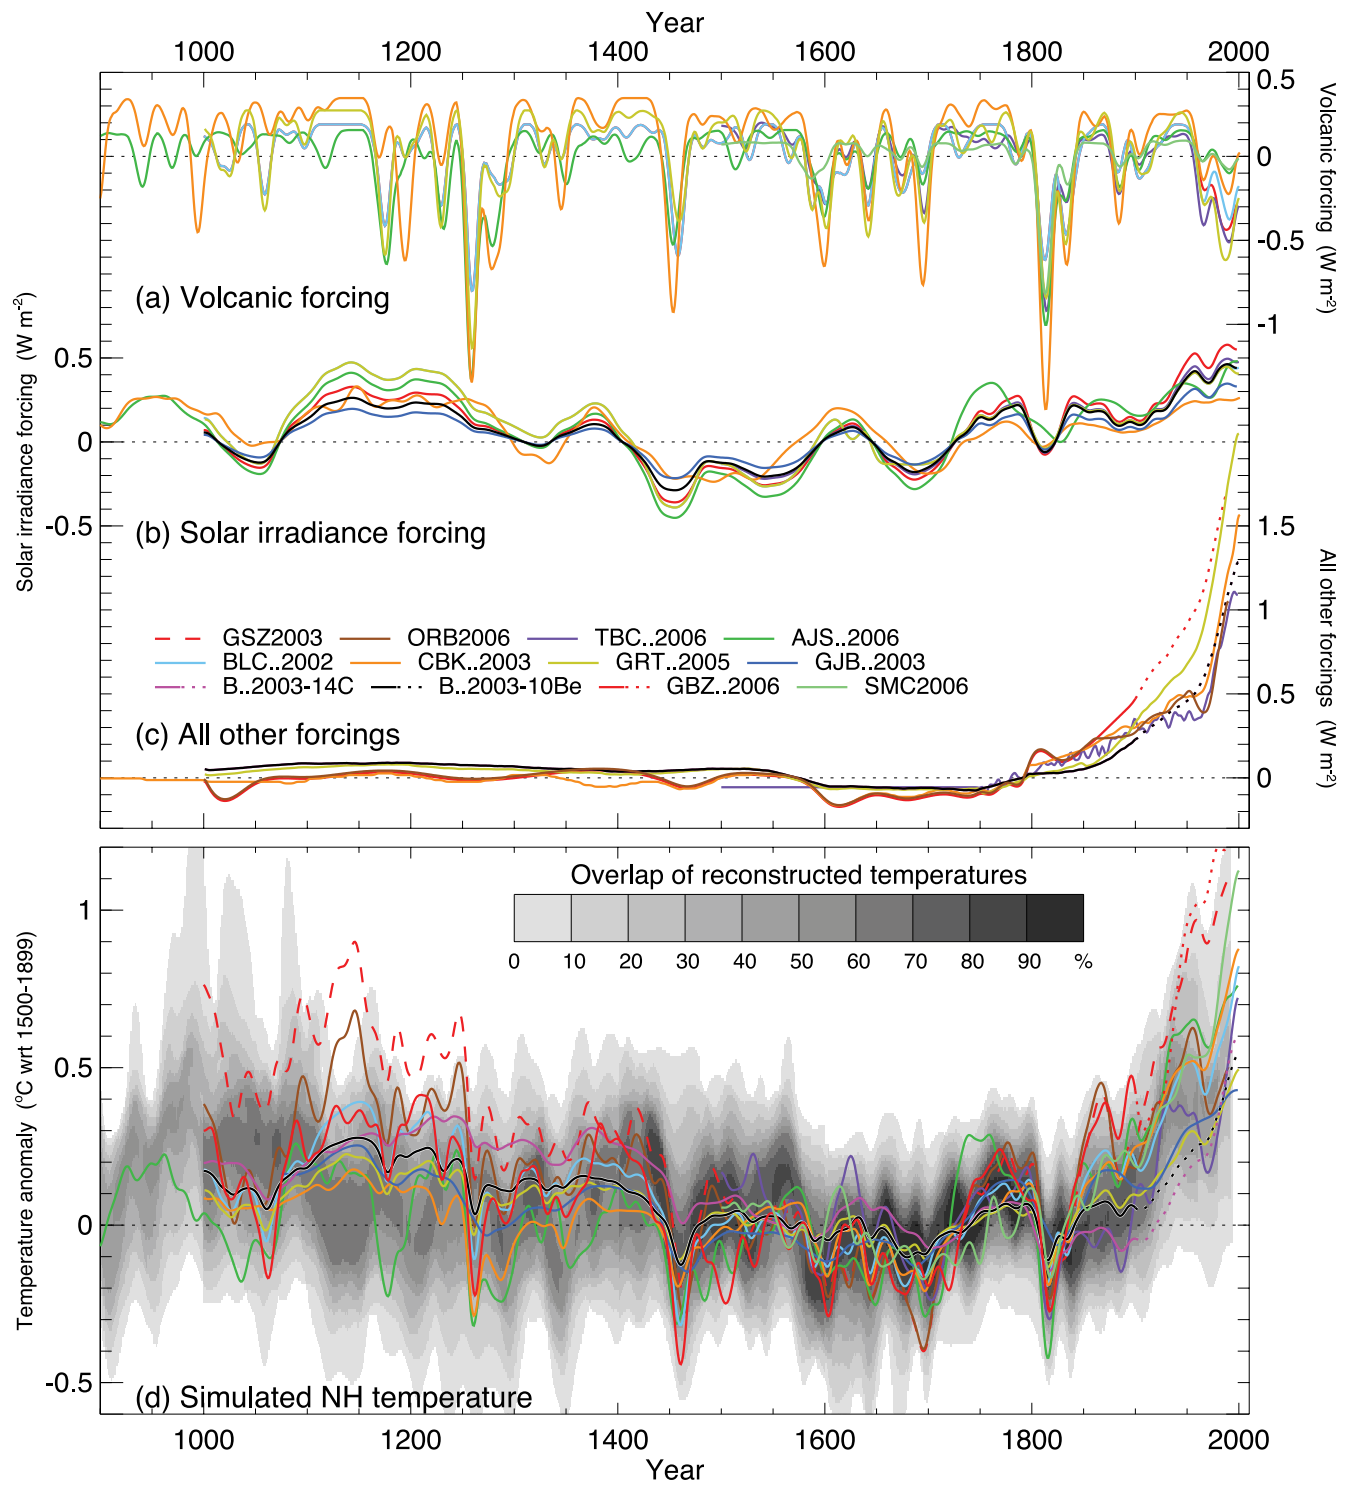 Year
1000 1200 1400 1600 1800 2000
0.5
0
-0.5
-1
Volcanic forcing (W m-2)
(a) Volcanic forcing
0.5
0
-0.5
Solar irradiance forcing (W m-2)
(b) Solar irradiance forcing
1.5
1
0.5
0
All other forcings (W m-2)
GSZ2003 ORB2006 TBC..2006 AJS..2006
BLC..2002 CBK..2003 GRT..2005 GJB..2003
B..2003-14C B..2003-10Be GBZ..2006 SMC2006
(c) All other forcings
Overlap of reconstructed temperatures
0 10 20 30 40 50 60 70 80 90 %
1
0.5
0
-0.5
Temperature anomaly (°C wrt 1500-1899)
(d) Simulated NH temperature
1000 1200 1400 1600 1800 2000
Year